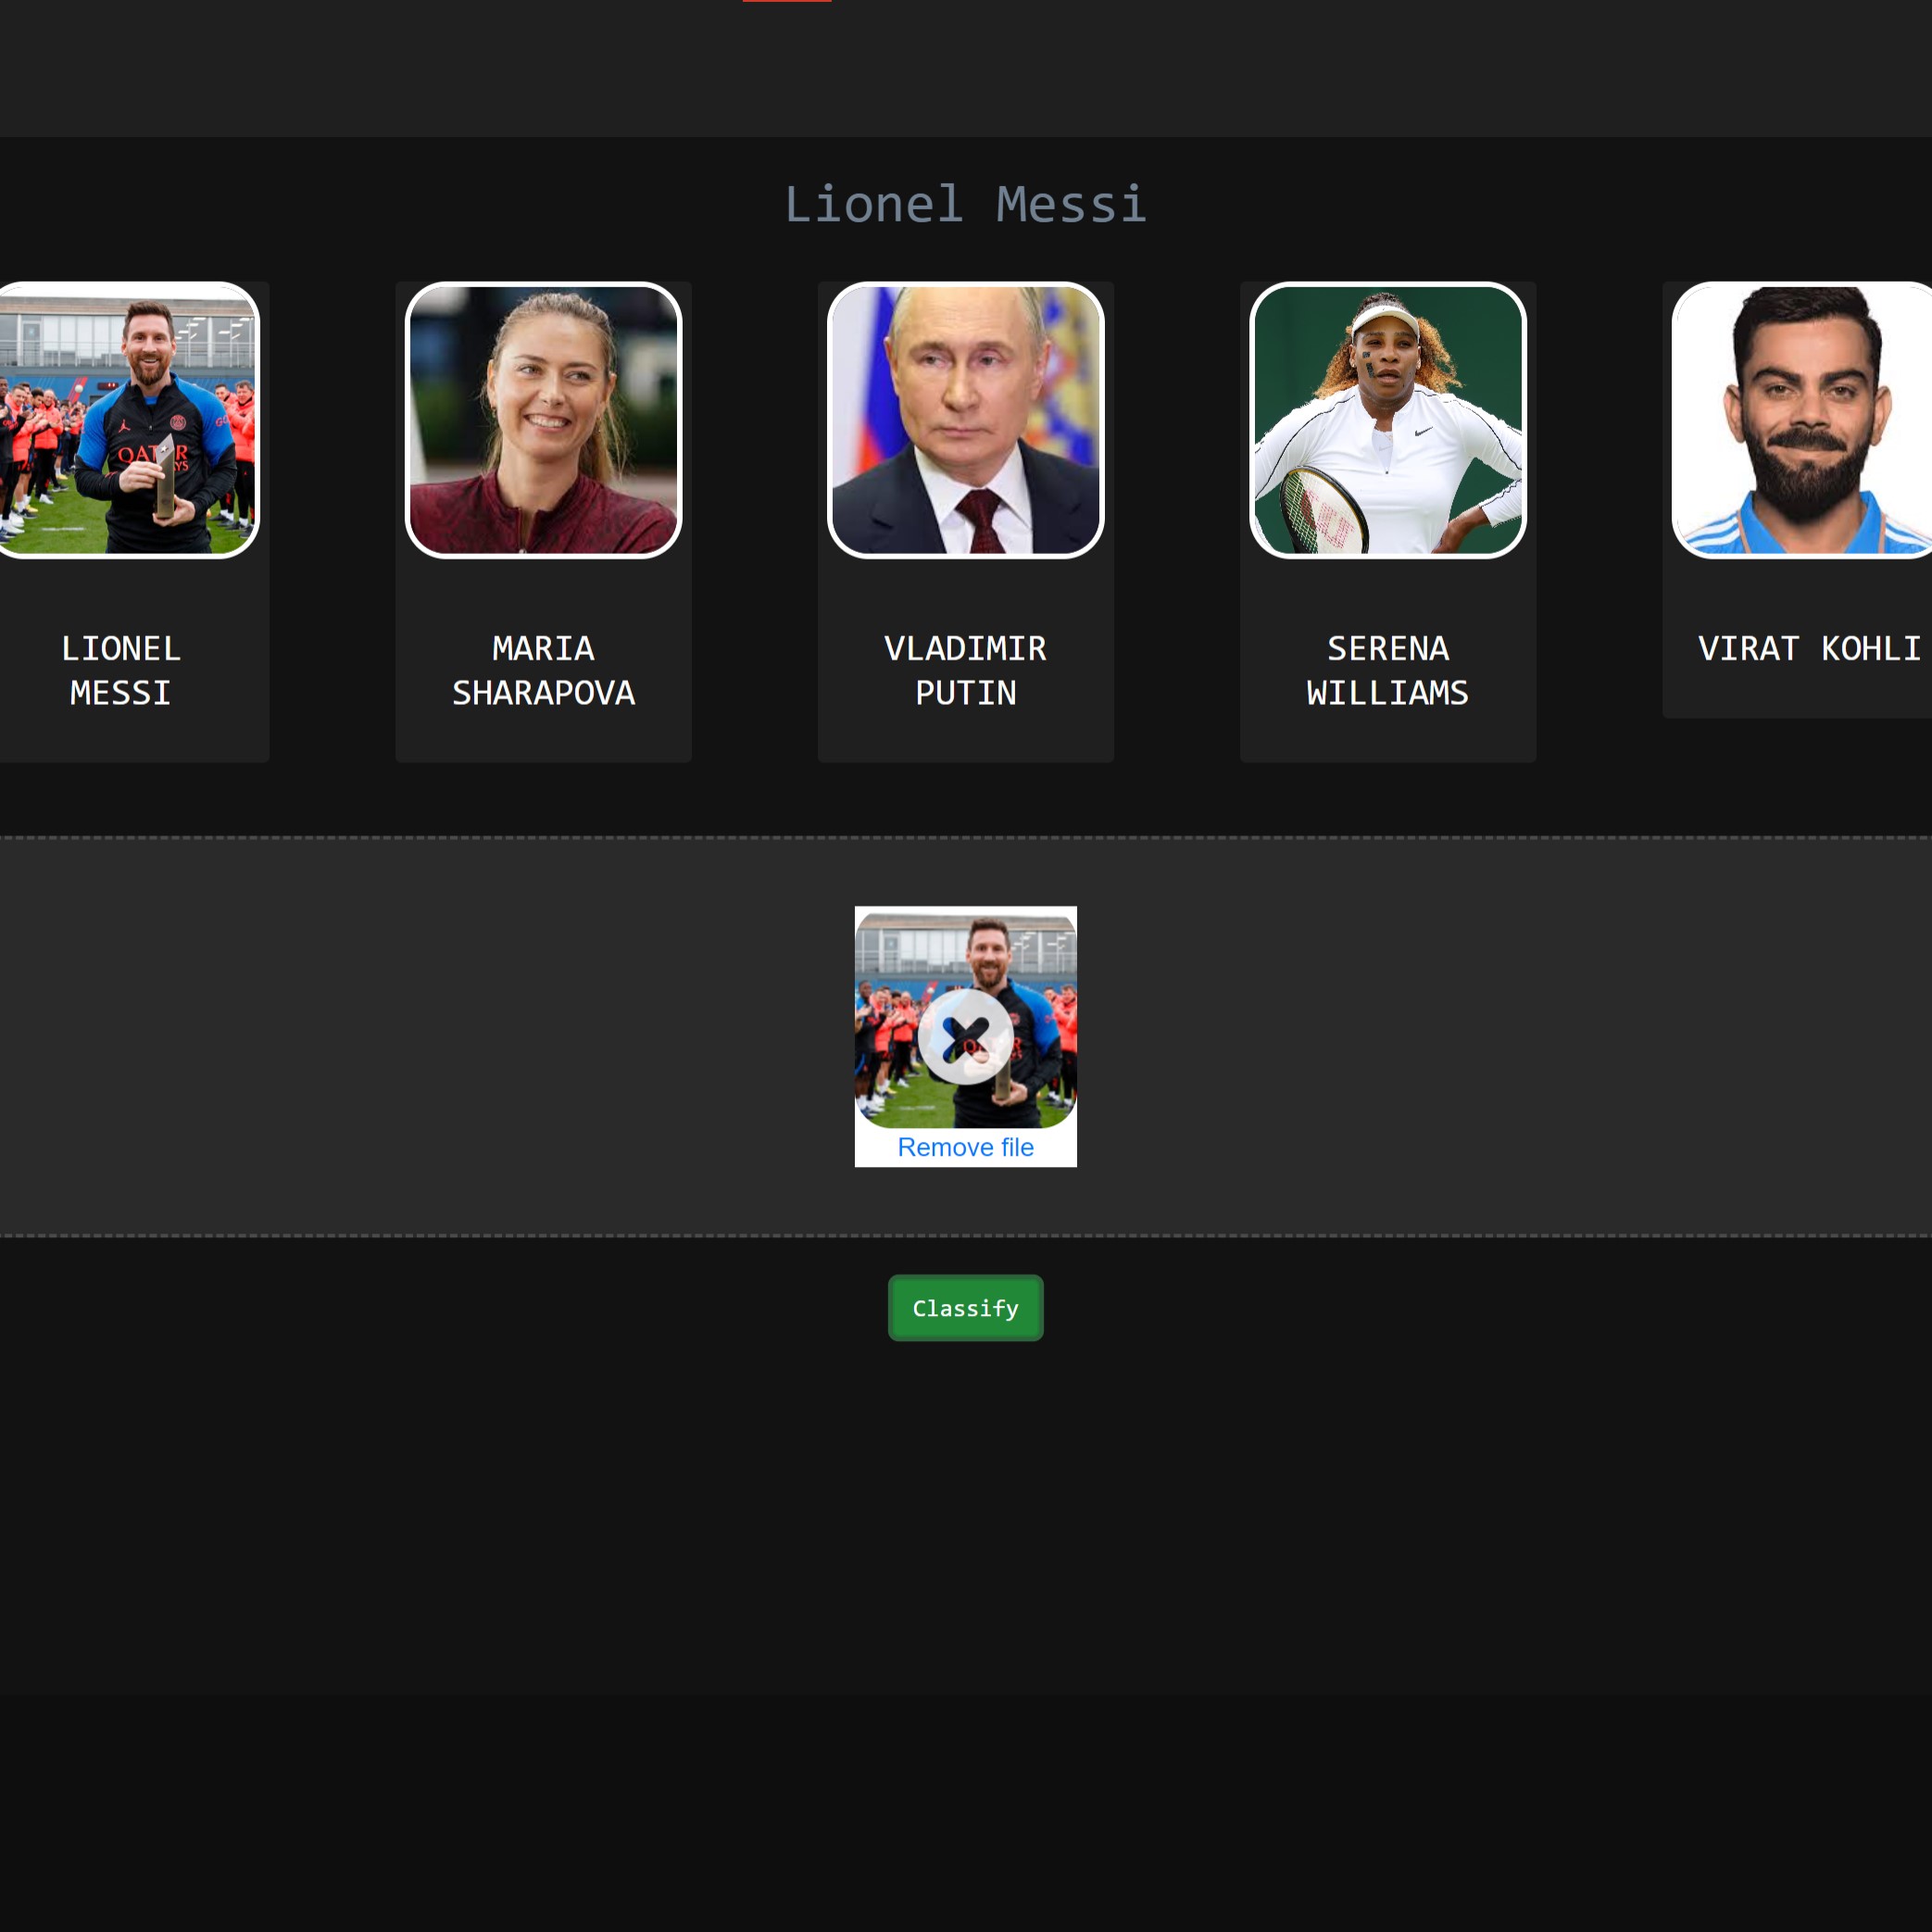 Lionel Messi
LIONEL
MESSI
MARIA
SHARAPOVA
VLADIMIR
PUTIN
SERENA
WILLIAMS
VIRAT KOHLI
Remove file
Classify